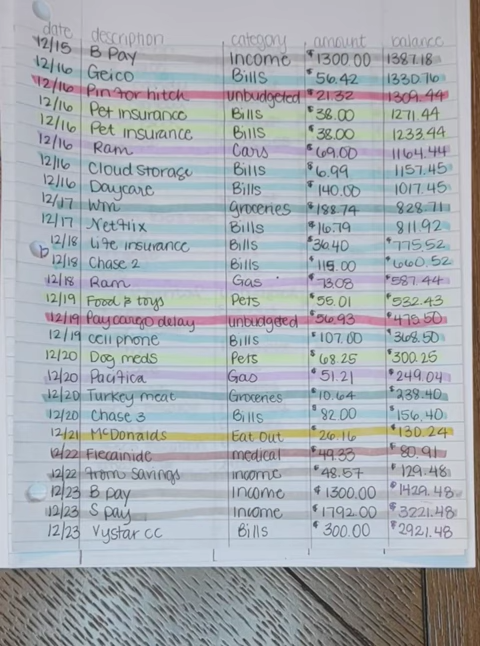 date description category amount balance
12/15 B Pay Income $1300.00 1387.18
12/16 Geico Bills $56.42 1330.76
12/16 Pin for hitch unbudgeted $21.32 1309.44
12/16 Pet insurance Bills $38.00 1271.44
12/16 Pet insurance Bills $38.00 1233.44
12/16 Ram Cars $69.00 1164.44
12/16 Cloud Storage Bills $6.99 1157.45
12/16 Daycare Bills $140.00 1017.45
12/17 Wm Groceries $188.74 828.71
12/17 Netflix Bills $16.79 811.92
12/18 Life insurance Bills $36.40 $775.52
12/18 Chase 2 Bills $115.00 $660.52
12/18 Ram Gas $73.08 $587.44
12/19 Food & toys Pets $55.01 $532.43
12/19 Pay cargo delay unbudgeted $56.93 $475.50
12/19 cell phone Bills $107.00 $368.50
12/20 Dog meds Pets $68.25 $300.25
12/20 Pacifica Gas $51.21 $249.04
12/20 Turkey meat Groceries $10.64 $238.40
12/20 Chase 3 Bills $82.00 $156.40
12/21 McDonalds Eat Out $26.16 $130.24
12/22 Flecainide medical $49.33 $80.91
12/22 from savings income $48.57 $129.48
12/23 B pay Income $1300.00 $1429.48
12/23 S pay Income $1792.00 $3221.48
12/23 Vystar cc Bills $300.00 $2921.48